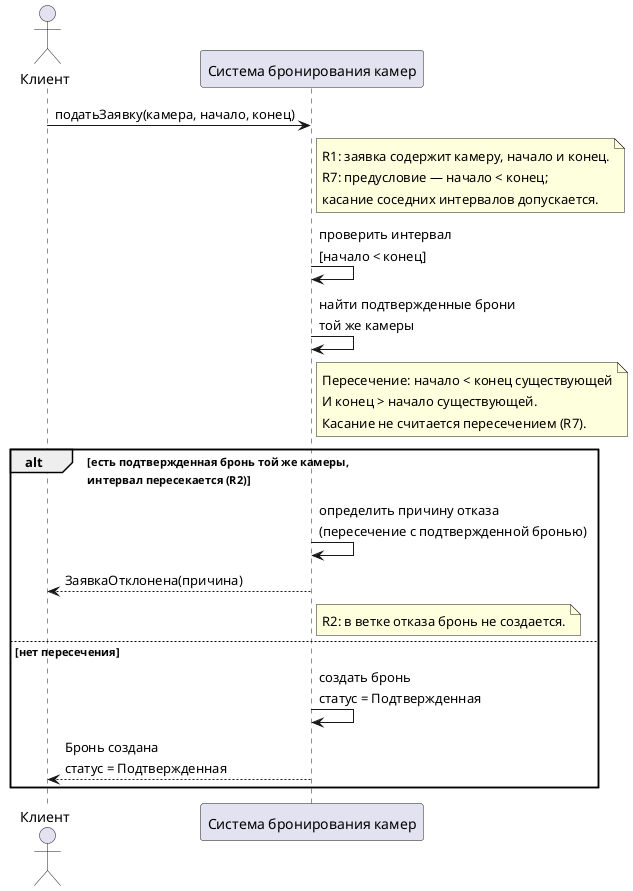 Клиент
Система бронирования камер
податьЗаявку(камера, начало, конец)
R1: заявка содержит камеру, начало и конец.
R7: предусловие — начало < конец;
касание соседних интервалов допускается.
проверить интервал
[начало < конец]
найти подтвержденные брони
той же камеры
Пересечение: начало < конец существующей
И конец > начало существующей.
Касание не считается пересечением (R7).
alt
[есть подтвержденная бронь той же камеры,
интервал пересекается (R2)]
определить причину отказа
(пересечение с подтвержденной бронью)
ЗаявкаОтклонена(причина)
R2: в ветке отказа бронь не создается.
[нет пересечения]
создать бронь
статус = Подтвержденная
Бронь создана
статус = Подтвержденная
Клиент
Система бронирования камер